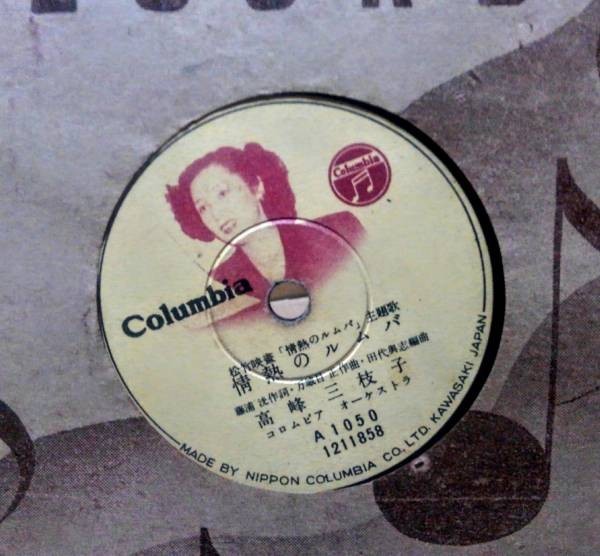 Columbia
Columbia
松竹映畫「情熱のルムバ」主題歌
情熱のルムバ
藤浦 洸作詞・万城目 正作曲・田代與志編曲
高峰三枝子
コロムビア オーケストラ
A1050
1211858
MADE BY NIPPON COLUMBIA CO., LTD. KAWASAKI JAPAN